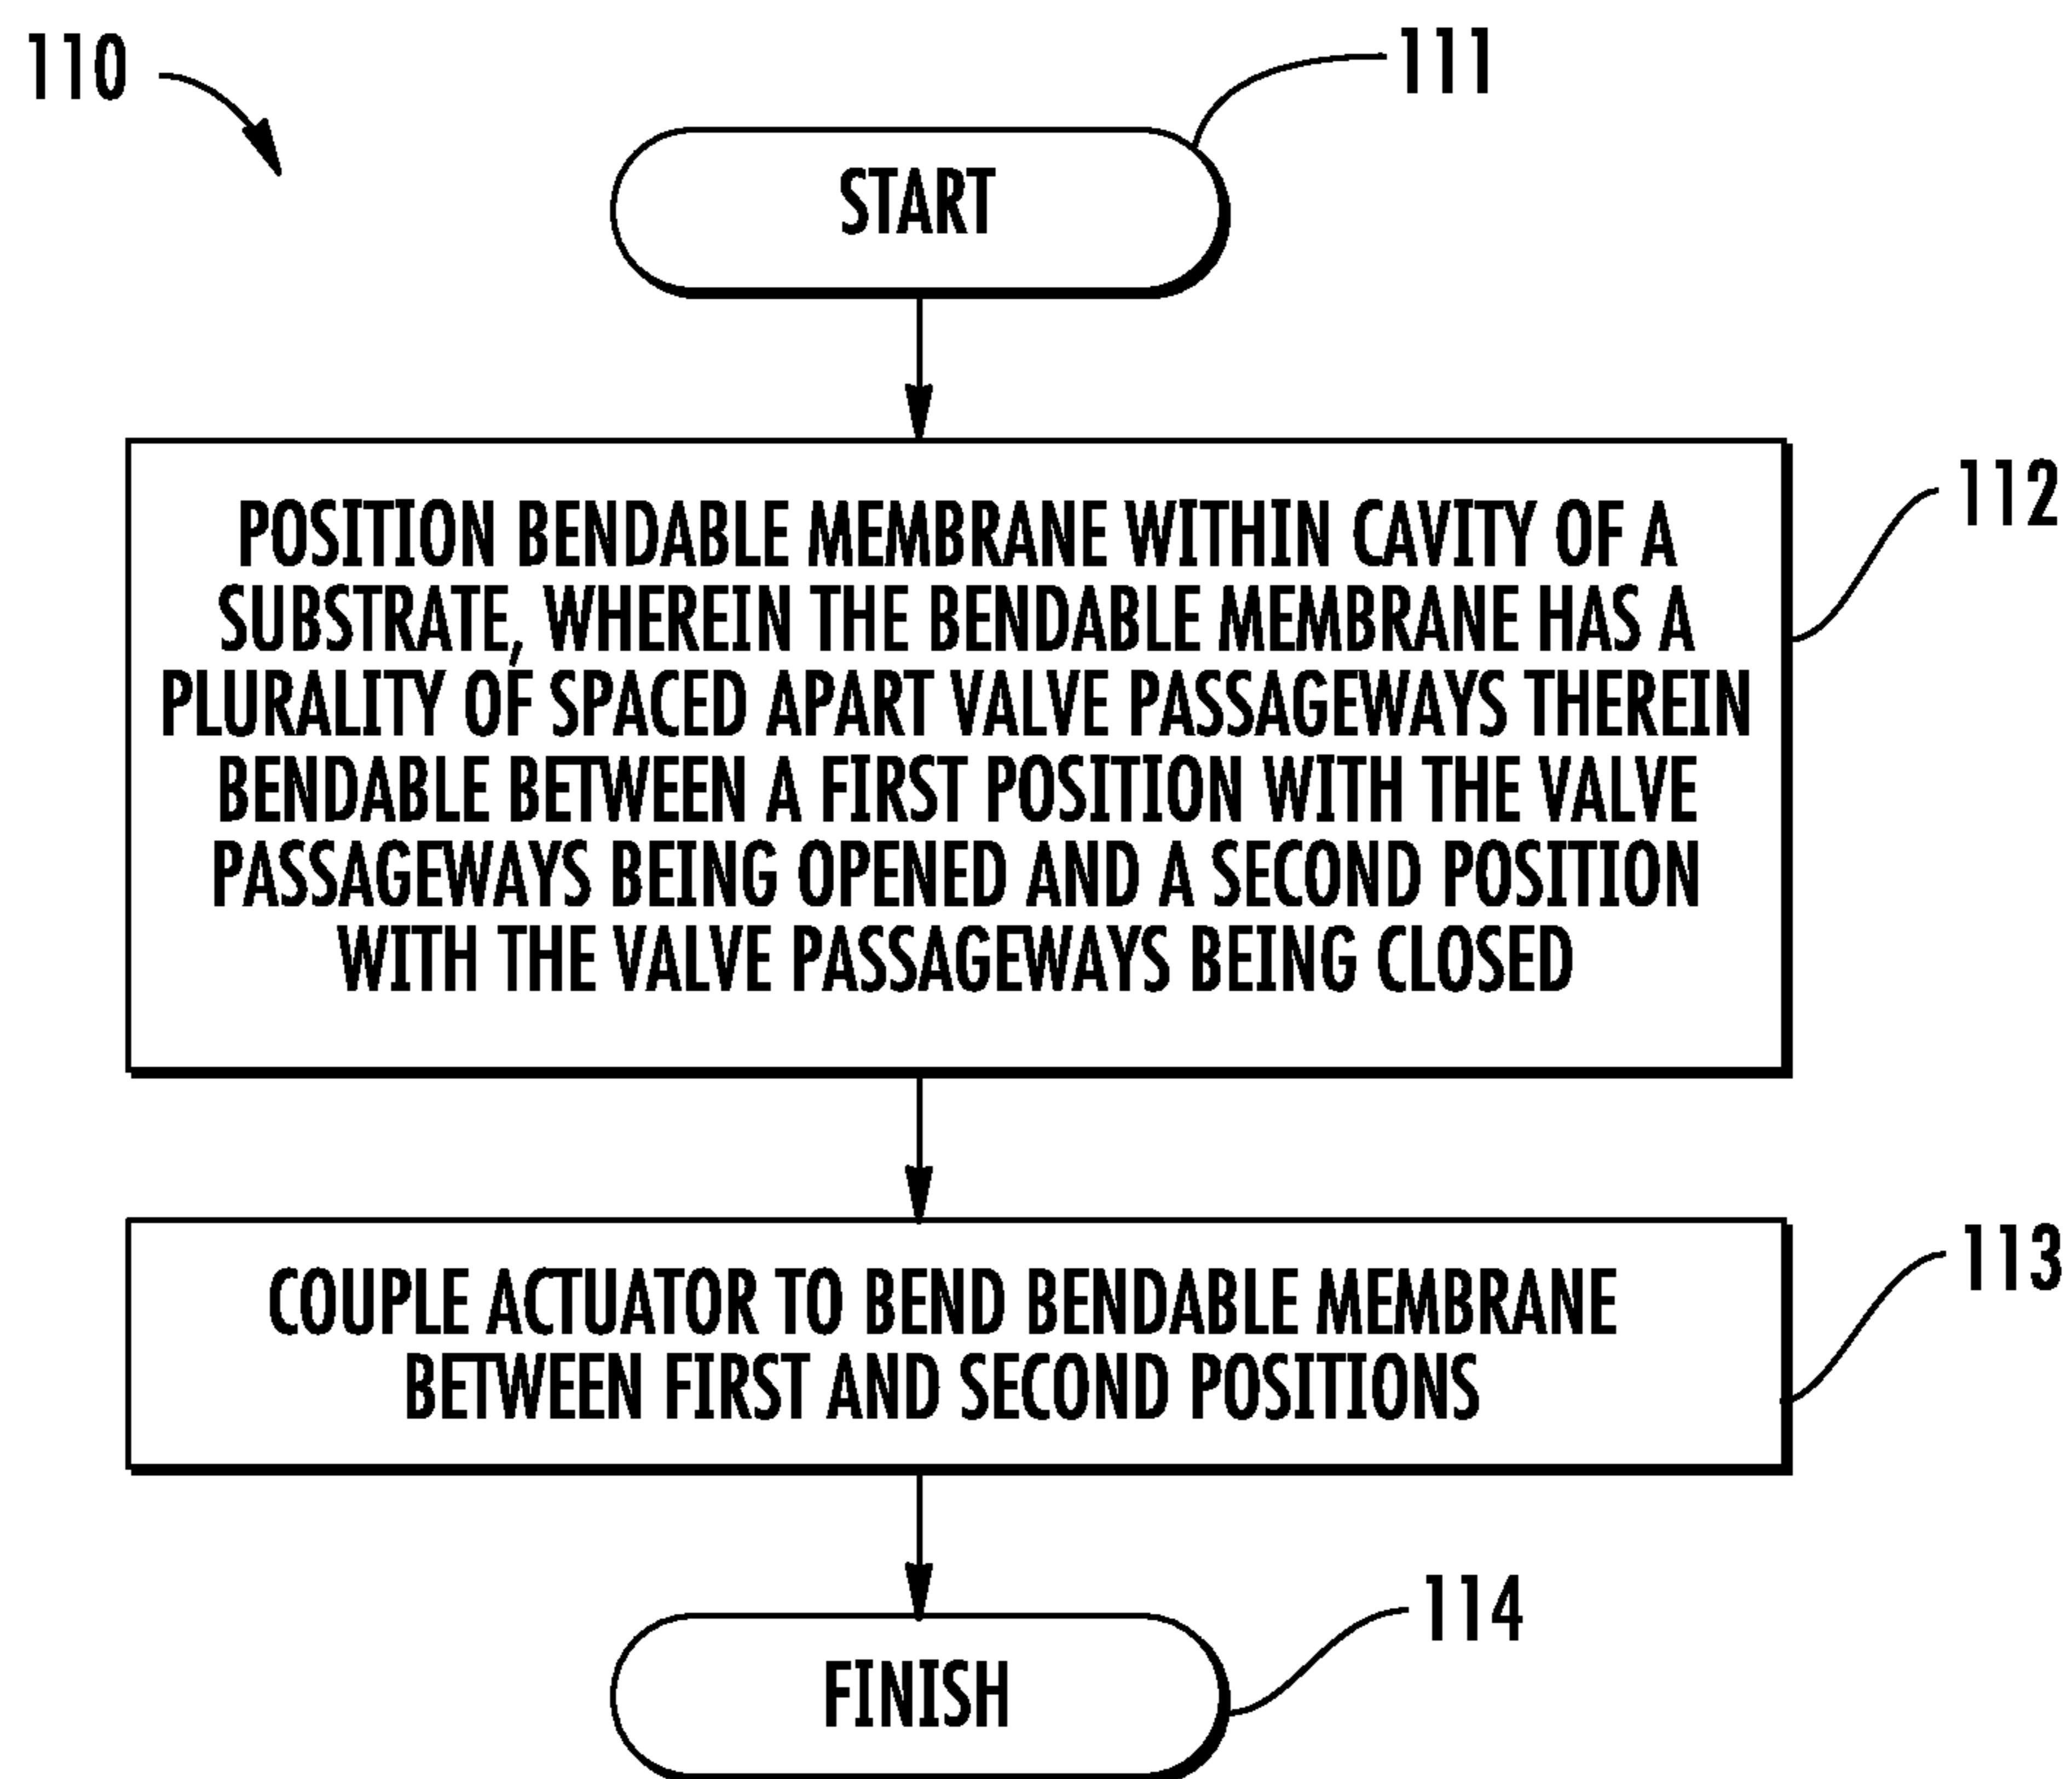 110
111
START
112
POSITION BENDABLE MEMBRANE WITHIN CAVITY OF A
SUBSTRATE, WHEREIN THE BENDABLE MEMBRANE HAS A
PLURALITY OF SPACED APART VALVE PASSAGEWAYS THEREIN
BENDABLE BETWEEN A FIRST POSITION WITH THE VALVE
PASSAGEWAYS BEING OPENED AND A SECOND POSITION
WITH THE VALVE PASSAGEWAYS BEING CLOSED
113
COUPLE ACTUATOR TO BEND BENDABLE MEMBRANE
BETWEEN FIRST AND SECOND POSITIONS
114
FINISH